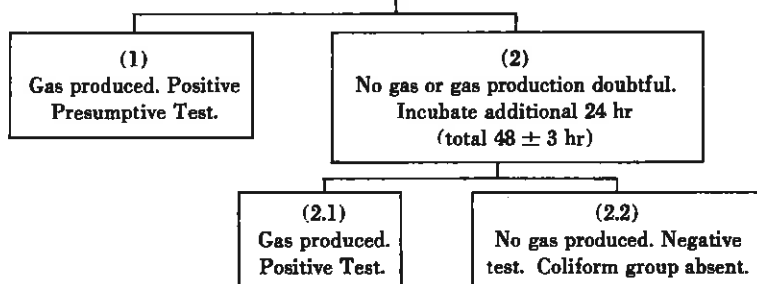 (1)
Gas produced. Positive
Presumptive Test.
(2)
No gas or gas production doubtful.
Incubate additional 24 hr
(total 48 ± 3 hr)
(2.1)
Gas produced.
Positive Test.
(2.2)
No gas produced. Negative
test. Coliform group absent.